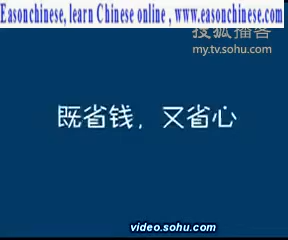 Easonchinese, learn Chinese online , www.easonchinese.com
搜狐播客
my.tv.sohu.com
既省钱，又省心
video.sohu.com